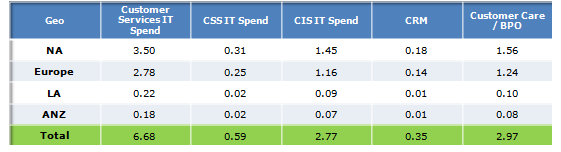 Geo Customer Services IT Spend CSS IT Spend CIS IT Spend CRM Customer Care / BPO
NA 3.50 0.31 1.45 0.18 1.56
Europe 2.78 0.25 1.16 0.14 1.24
LA 0.22 0.02 0.09 0.01 0.10
ANZ 0.18 0.02 0.07 0.01 0.08
Total 6.68 0.59 2.77 0.35 2.97